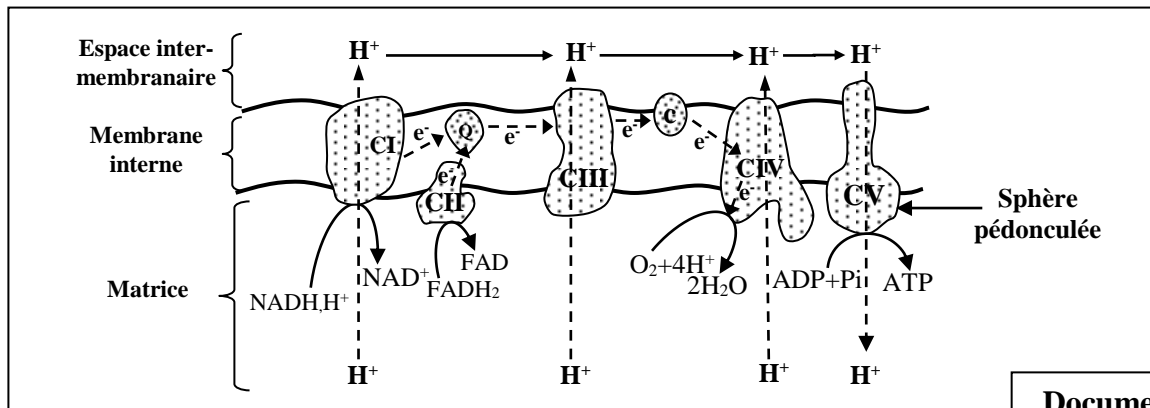 Espace inter-
membranaire
H⁺ H⁺ H⁺ H⁺
Membrane
interne
CI
e⁻
Q
e⁻
e⁻
CII
CIII
e⁻
c
e⁻
CIV
e⁻
CV
Sphère
pédonculée
Matrice
NADH,H⁺
NAD⁺
FADH₂
FAD
O₂+4H⁺
2H₂O
ADP+Pi
ATP
H⁺ H⁺ H⁺ H⁺
Docume